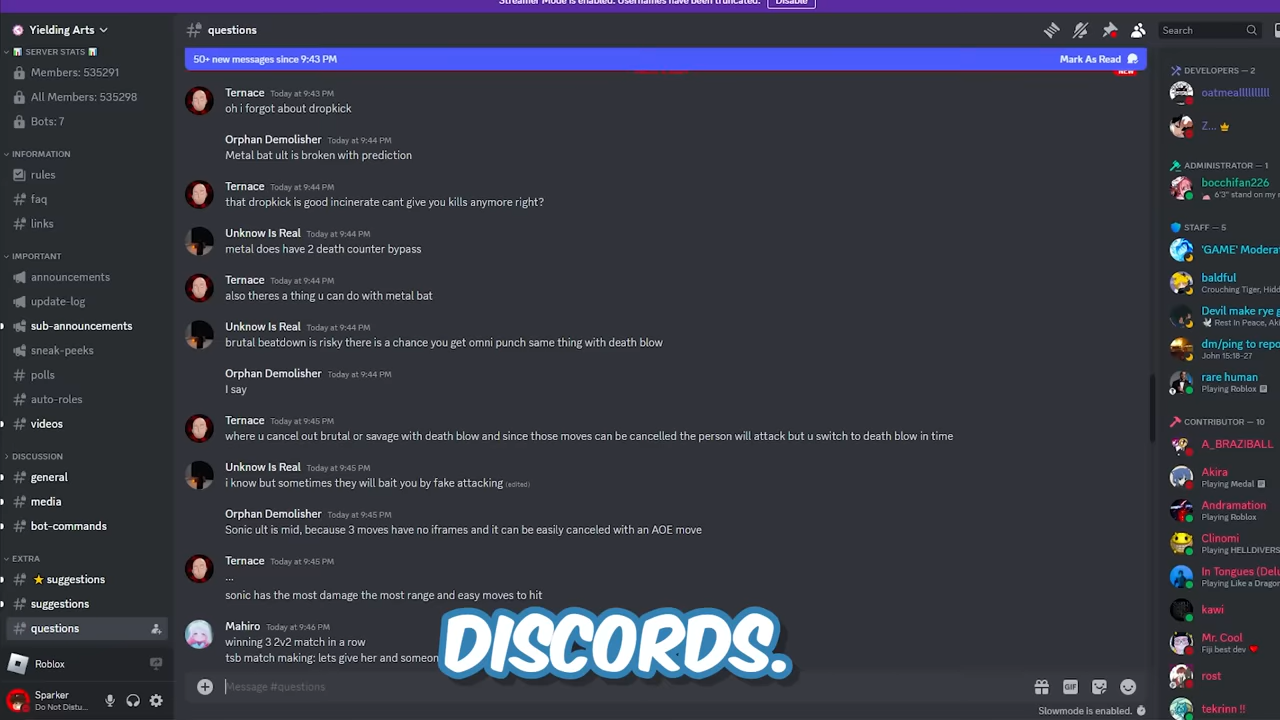 Streamer Mode is enabled. Usernames have been truncated.
Disable
Yielding Arts
questions
Search
SERVER STATS
Members: 535291
All Members: 535298
Bots: 7
INFORMATION
rules
faq
links
IMPORTANT
announcements
update-log
sub-announcements
sneak-peeks
polls
auto-roles
videos
DISCUSSION
general
media
bot-commands
EXTRA
suggestions
suggestions
questions
Roblox
Sparker
Do Not Distu...
50+ new messages since 9:43 PM
Mark As Read
NEW
Ternace Today at 9:43 PM
oh i forgot about dropkick
Orphan Demolisher Today at 9:44 PM
Metal bat ult is broken with prediction
Ternace Today at 9:44 PM
that dropkick is good incinerate cant give you kills anymore right?
Unknow Is Real Today at 9:44 PM
metal does have 2 death counter bypass
Ternace Today at 9:44 PM
also theres a thing u can do with metal bat
Unknow Is Real Today at 9:44 PM
brutal beatdown is risky there is a chance you get omni punch same thing with death blow
Orphan Demolisher Today at 9:44 PM
I say
Ternace Today at 9:45 PM
where u cancel out brutal or savage with death blow and since those moves can be cancelled the person will attack but u switch to death blow in time
Unknow Is Real Today at 9:45 PM
i know but sometimes they will bait you by fake attacking (edited)
Orphan Demolisher Today at 9:45 PM
Sonic ult is mid, because 3 moves have no iframes and it can be easily canceled with an AOE move
Ternace Today at 9:45 PM
...
sonic has the most damage the most range and easy moves to hit
Mahiro Today at 9:46 PM
winning 3 2v2 match in a row
tsb match making: lets give her and someon
DISCORDS.
Message #questions
GIF
Slowmode is enabled.
DEVELOPERS — 2
oatmealllllllll
Z...
ADMINISTRATOR — 1
bocchifan226
6'3" stand on my
STAFF — 5
'GAME' Moderat
baldful
Crouching Tiger, Hidd
Devil make rye g
Rest In Peace, Aki
dm/ping to repo
John 15:18-27
rare human
Playing Roblox
CONTRIBUTOR — 10
A_BRAZIBALL
Akira
Playing Medal
Andramation
Playing Roblox
Clinomi
Playing HELLDIVERS
In Tongues (Delu
Playing Like a Dragon
kawi
Mr. Cool
Fiji best dev
rost
tekrinn !!